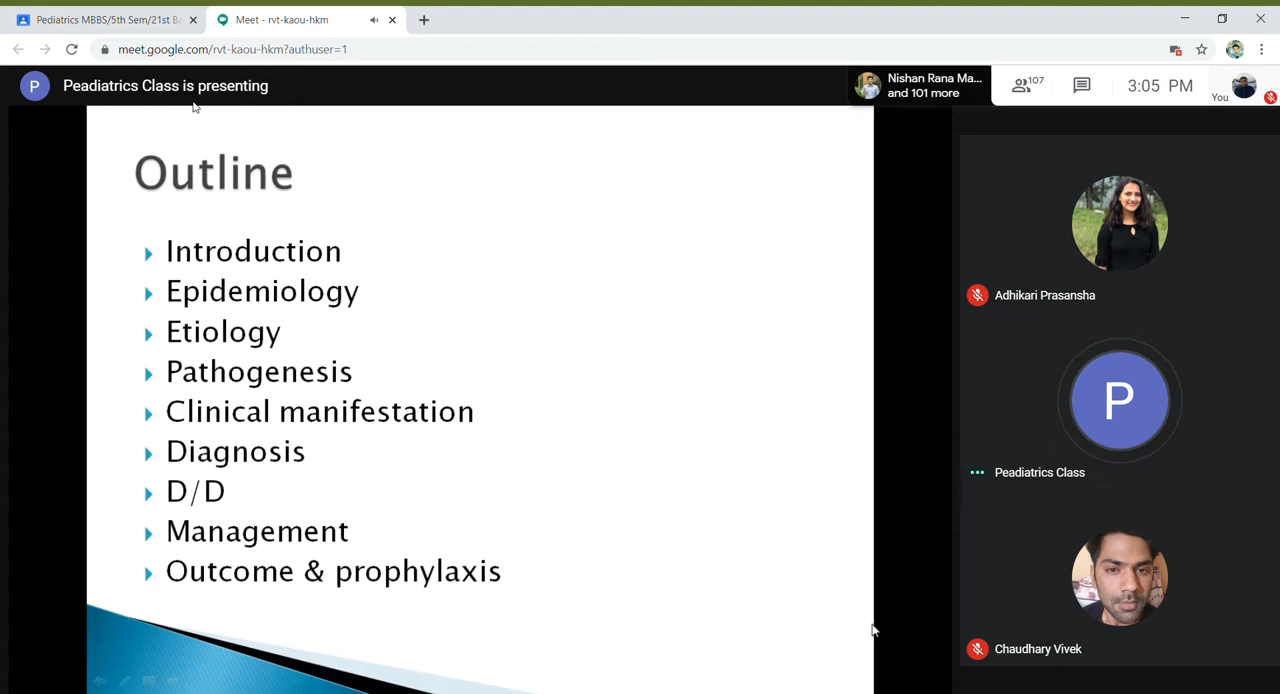 Pediatrics MBBS/5th Sem/21st Ba
Meet - rvt-kaou-hkm
meet.google.com/rvt-kaou-hkm?authuser=1
P
Peadiatrics Class is presenting
Nishan Rana Ma...
and 101 more
107
3:05 PM
You
Outline
Introduction
Epidemiology
Etiology
Pathogenesis
Clinical manifestation
Diagnosis
D/D
Management
Outcome & prophylaxis
Adhikari Prasansha
P
Peadiatrics Class
Chaudhary Vivek